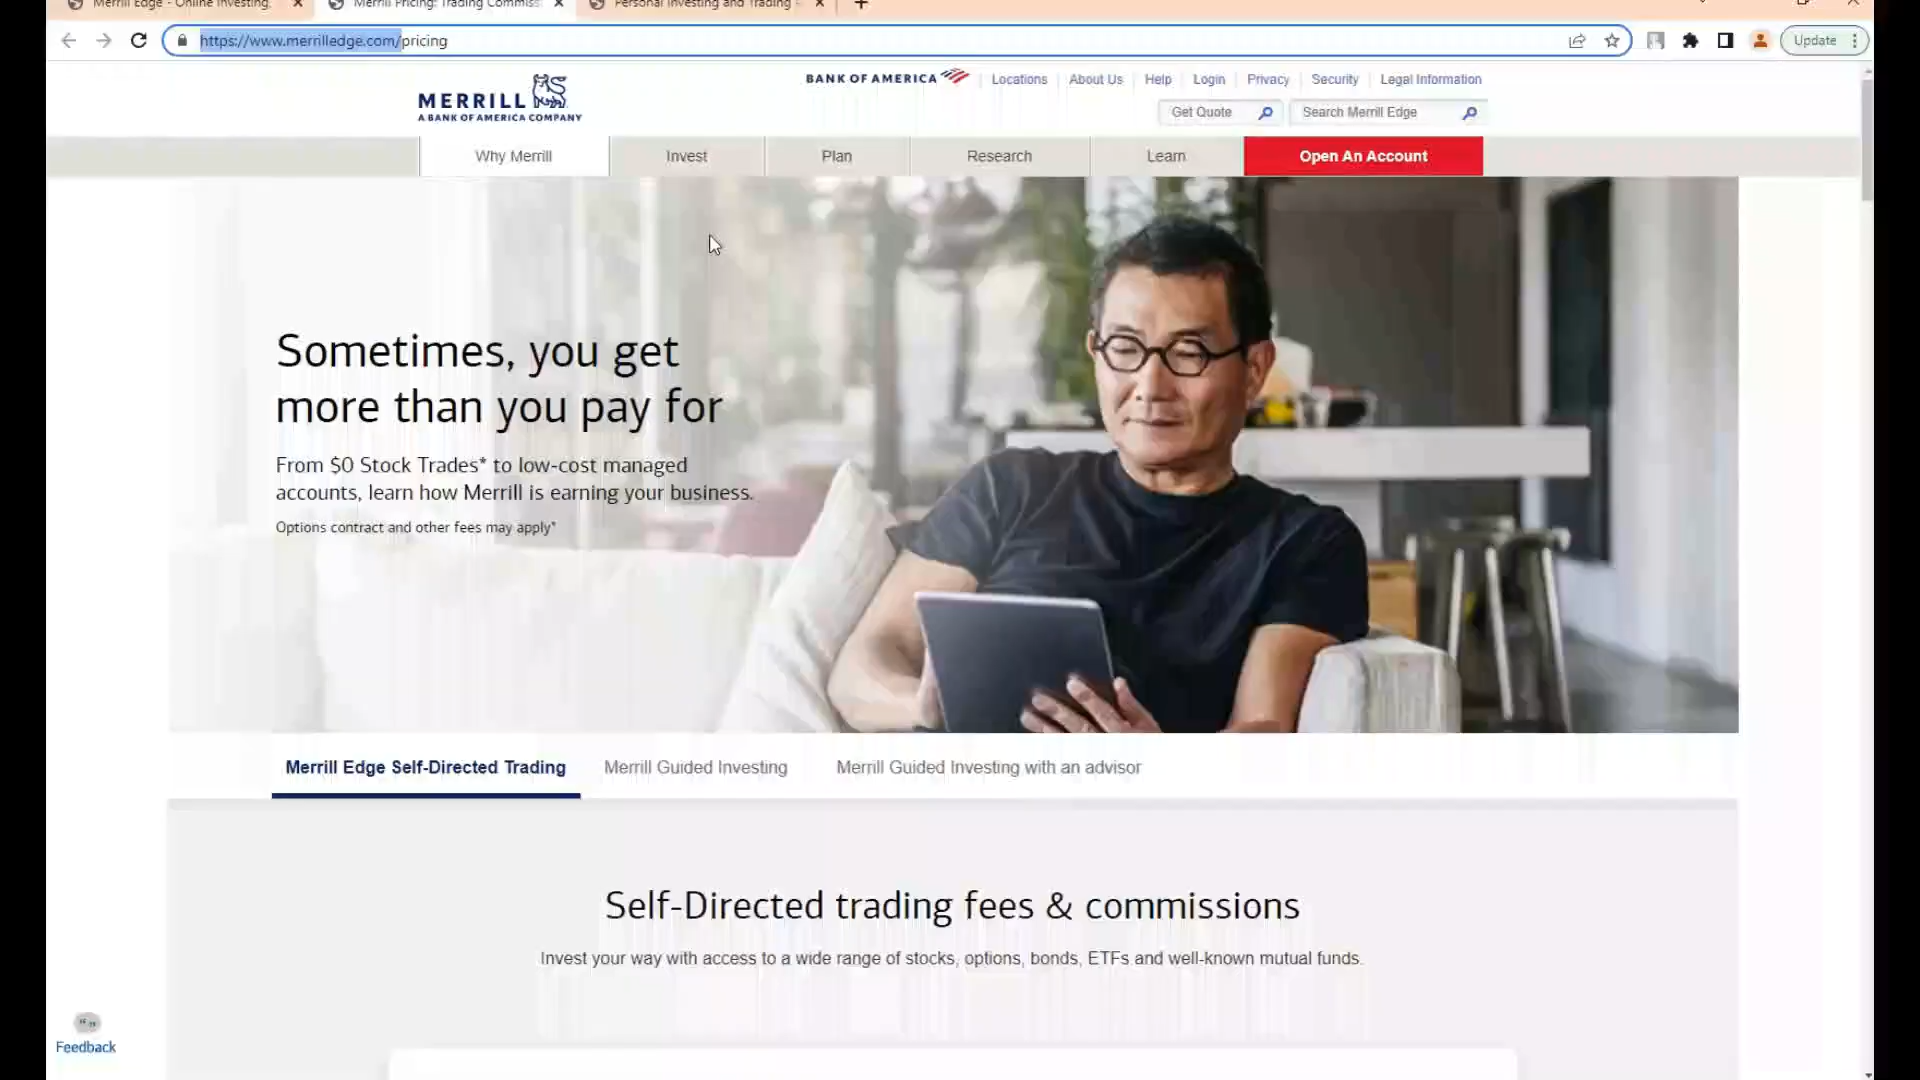 Merrill Edge - Online Investing,
Merrill Pricing: Trading Commiss
Personal Investing and Trading -
https://www.merrilledge.com/pricing
Update
MERRILL
A BANK OF AMERICA COMPANY
BANK OF AMERICA
Locations
About Us
Help
Login
Privacy
Security
Legal Information
Get Quote
Search Merrill Edge
Why Merrill
Invest
Plan
Research
Learn
Open An Account
Sometimes, you get
more than you pay for
From $0 Stock Trades* to low-cost managed
accounts, learn how Merrill is earning your business.
Options contract and other fees may apply*
Merrill Edge Self-Directed Trading
Merrill Guided Investing
Merrill Guided Investing with an advisor
Self-Directed trading fees & commissions
Invest your way with access to a wide range of stocks, options, bonds, ETFs and well-known mutual funds.
Feedback